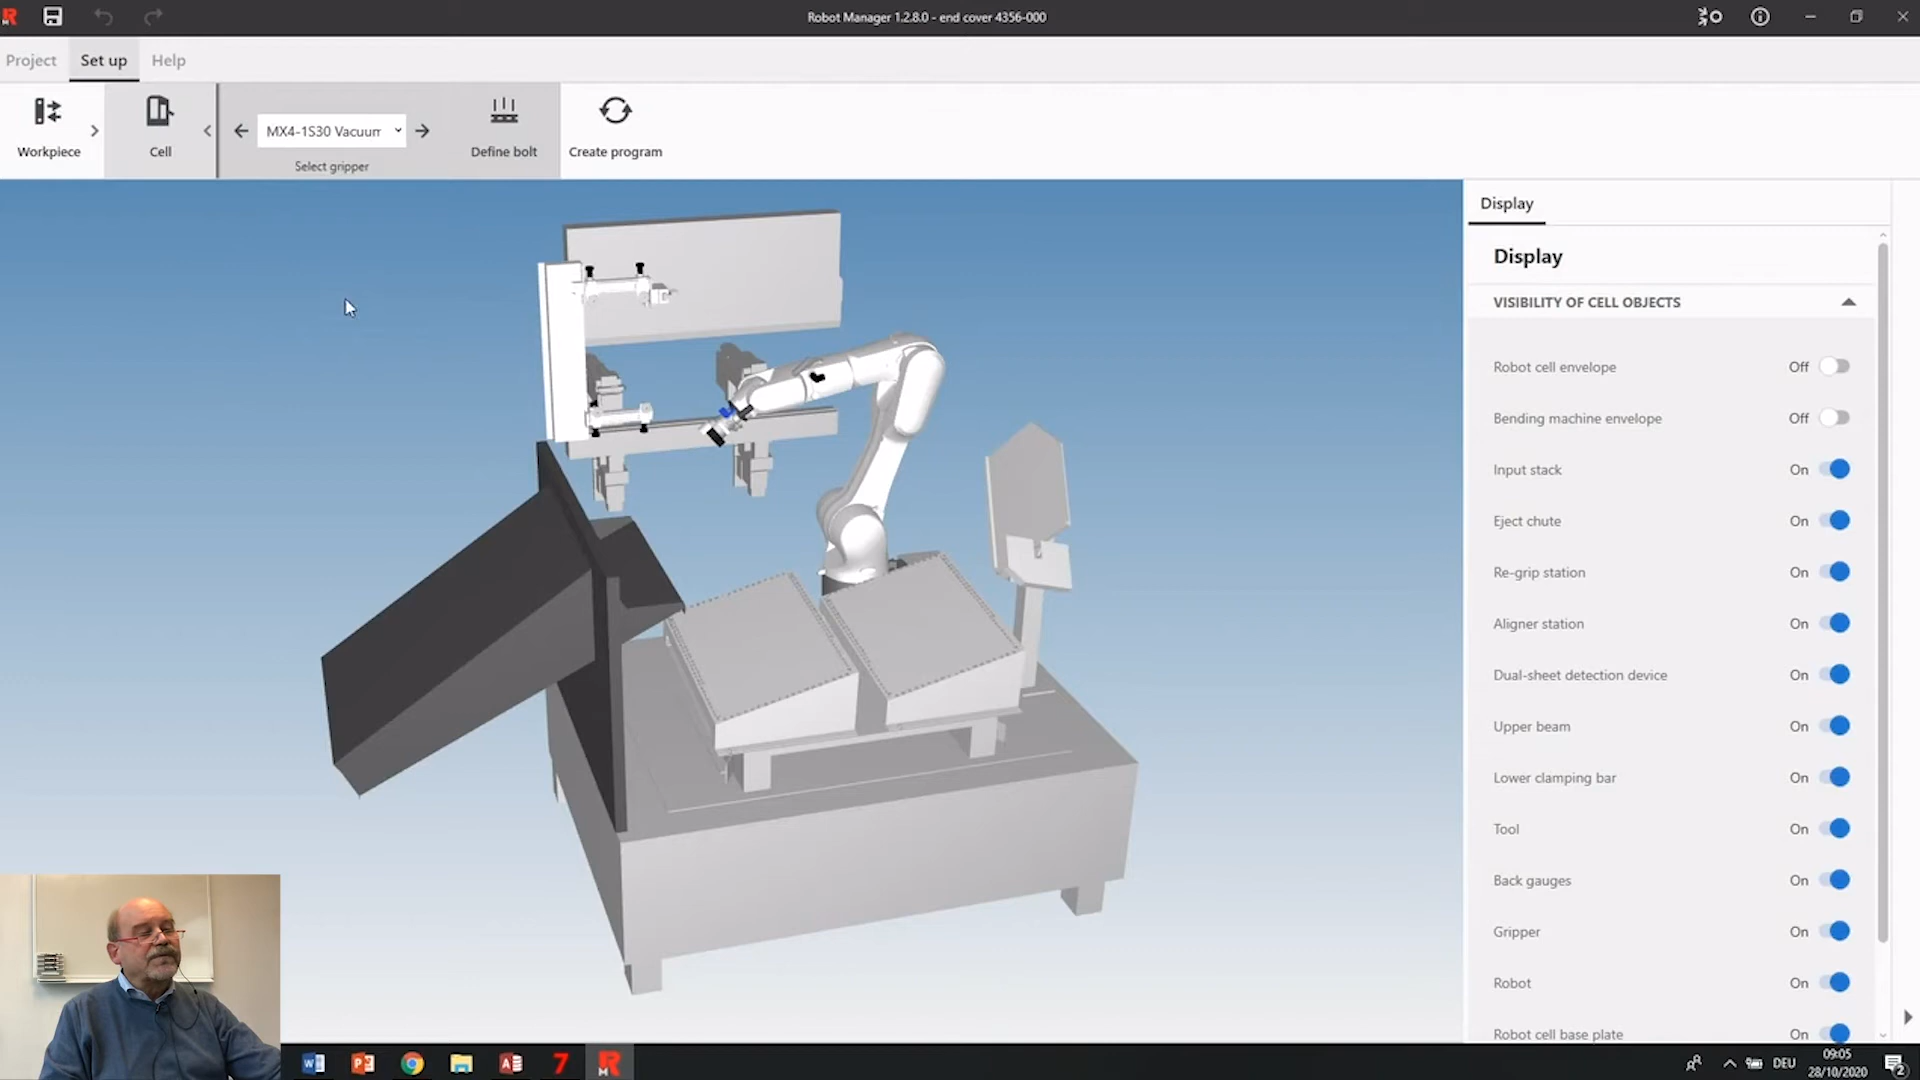 Robot Manager 1.2.8.0 - end cover 4356-000
Project
Set up
Help
Workpiece
Cell
MX4-1S30 Vacuum
Select gripper
Define bolt
Create program
Display
Display
VISIBILITY OF CELL OBJECTS
Robot cell envelope Off
Bending machine envelope Off
Input stack On
Eject chute On
Re-grip station On
Aligner station On
Dual-sheet detection device On
Upper beam On
Lower clamping bar On
Tool On
Back gauges On
Gripper On
Robot On
Robot cell base plate On
DEU
09:05
28/10/2020
2